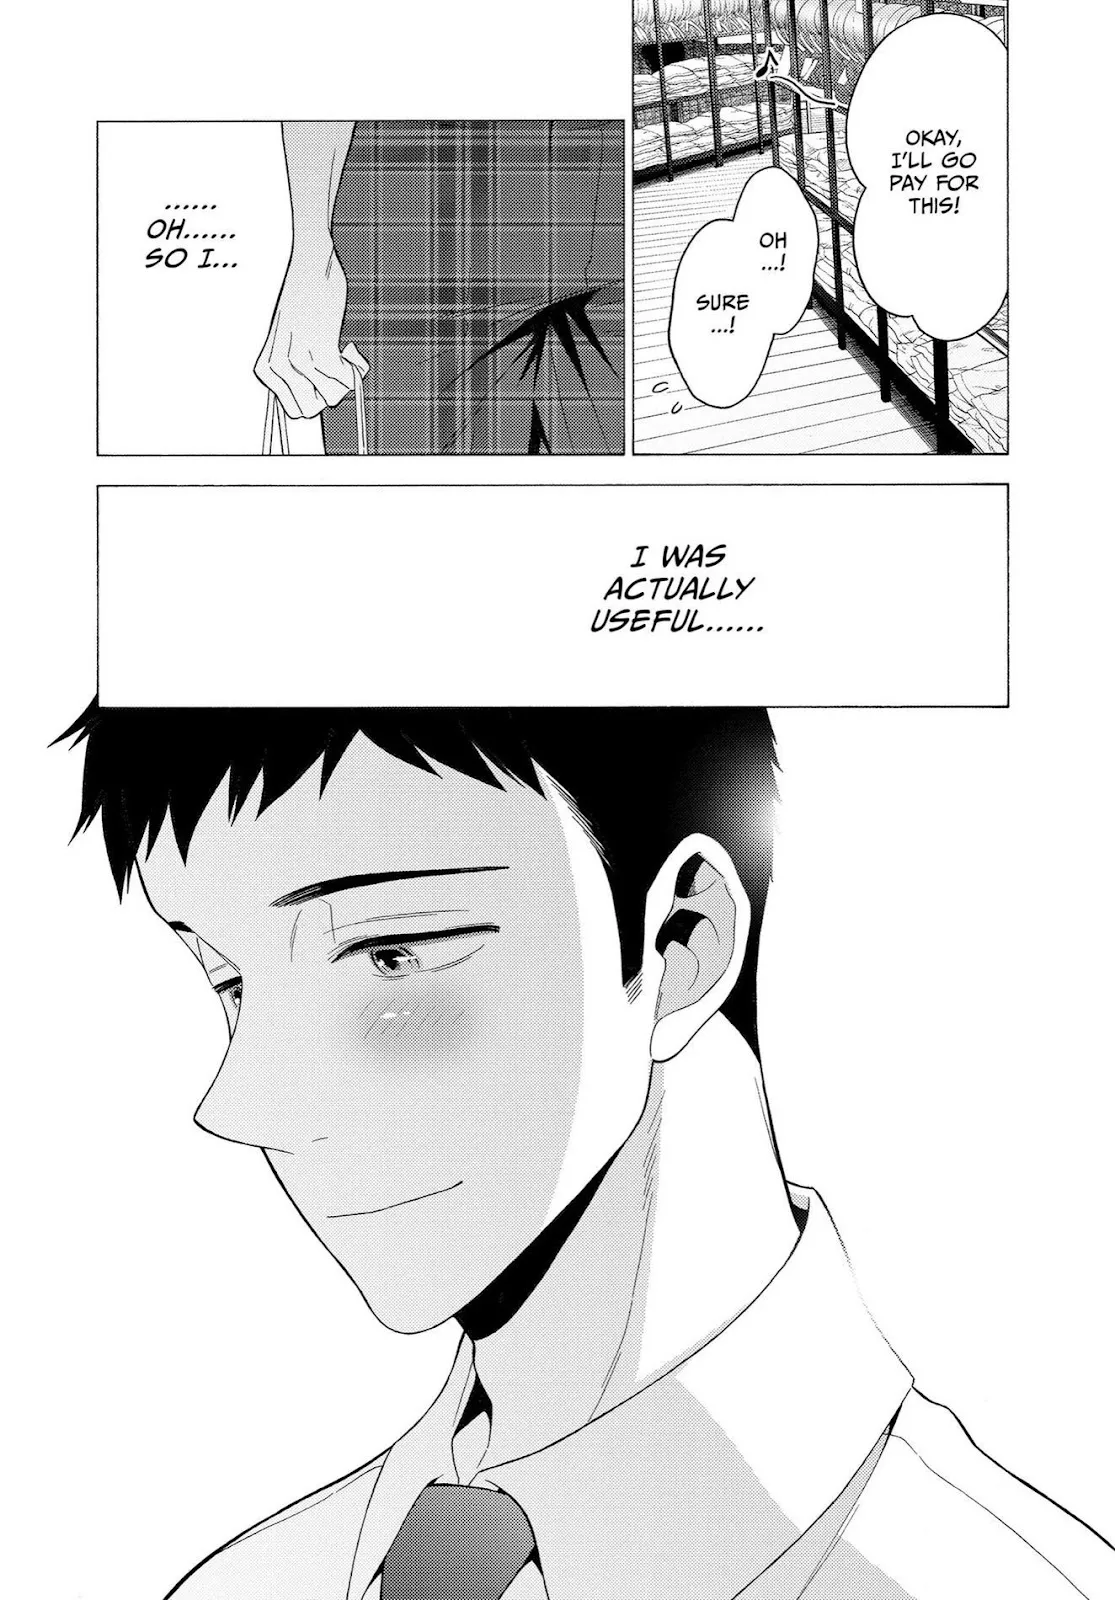 OKAY,
I'LL GO
PAY FOR
THIS!
OH
...!
SURE
...!
......
OH......
SO I...
I WAS
ACTUALLY
USEFUL......